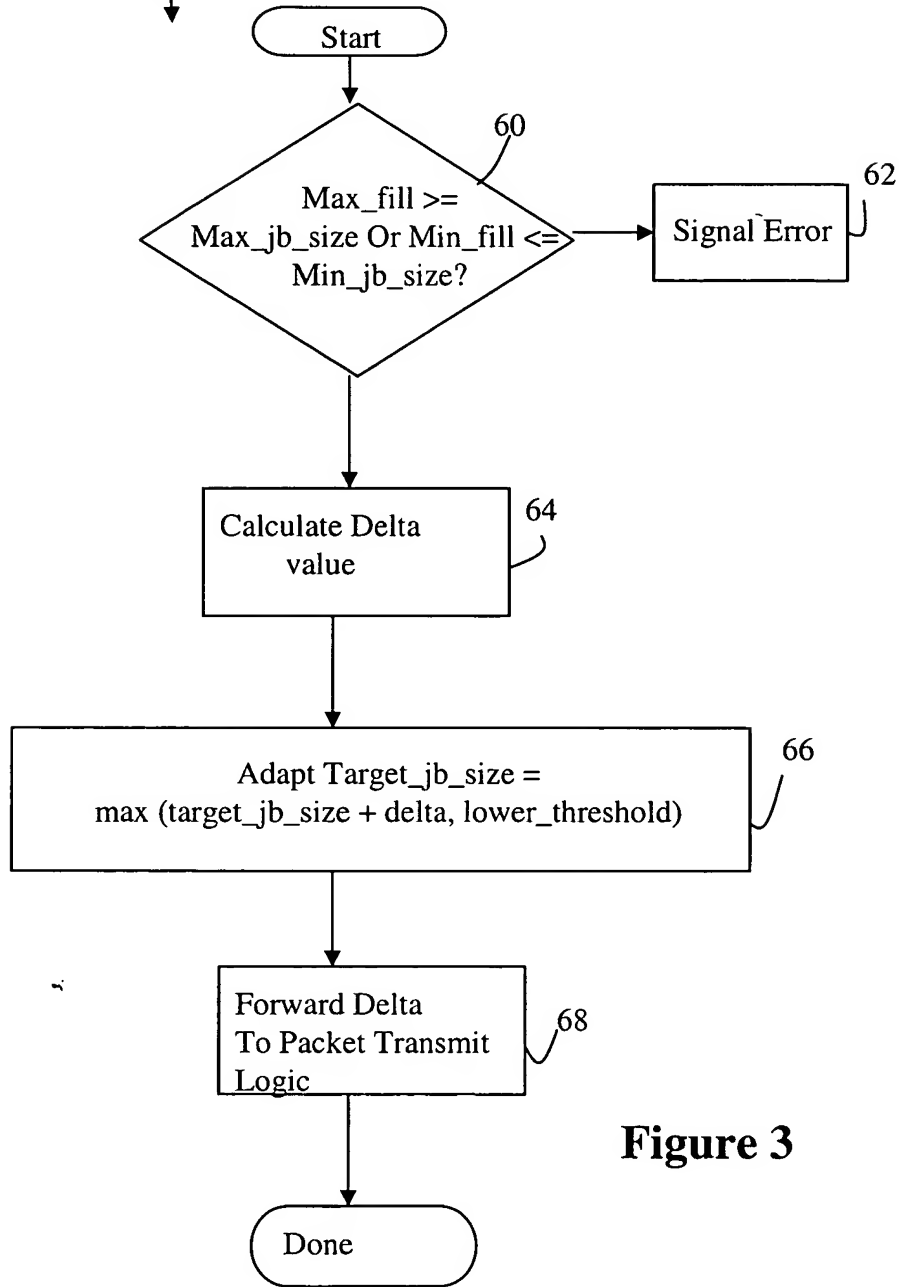 Start
60
Max_fill >=
Max_jb_size Or Min_fill <=
Min_jb_size?
62
Signal Error
Calculate Delta
value
64
Adapt Target_jb_size =
max (target_jb_size + delta, lower_threshold)
66
Forward Delta
To Packet Transmit
Logic
68
Figure 3
Done